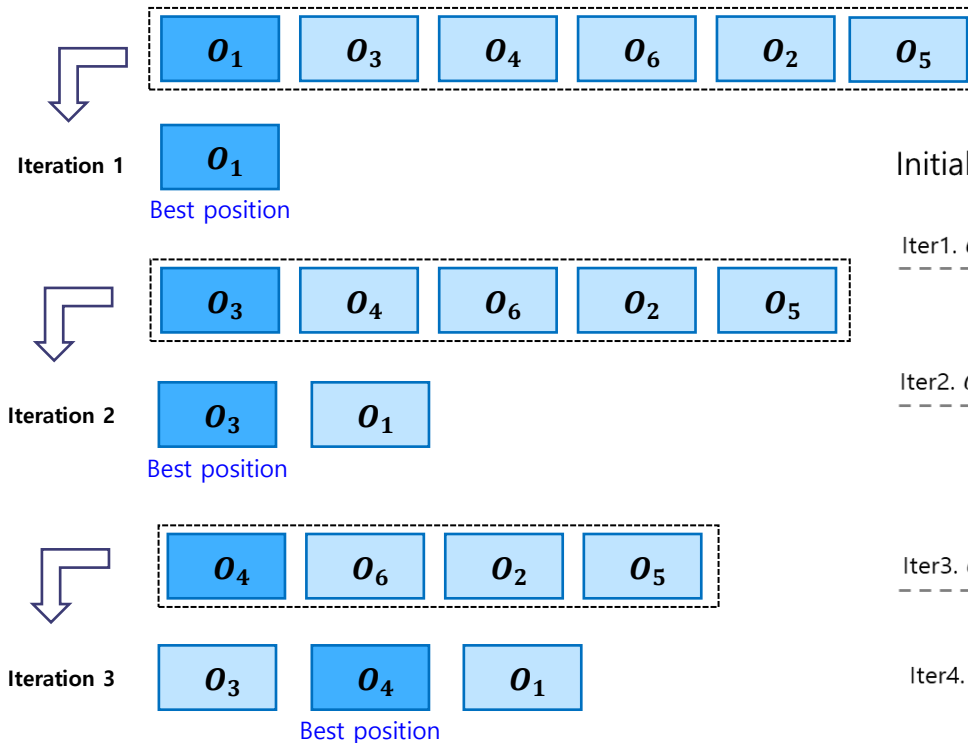 O₁ O₃ O₄ O₆ O₂ O₅
Iteration 1
O₁
Best position
O₃ O₄ O₆ O₂ O₅
Iteration 2
O₃ O₁
Best position
O₄ O₆ O₂ O₅
Iteration 3
O₃ O₄ O₁
Best position
Initial
Iter1.
Iter2.
Iter3.
Iter4.